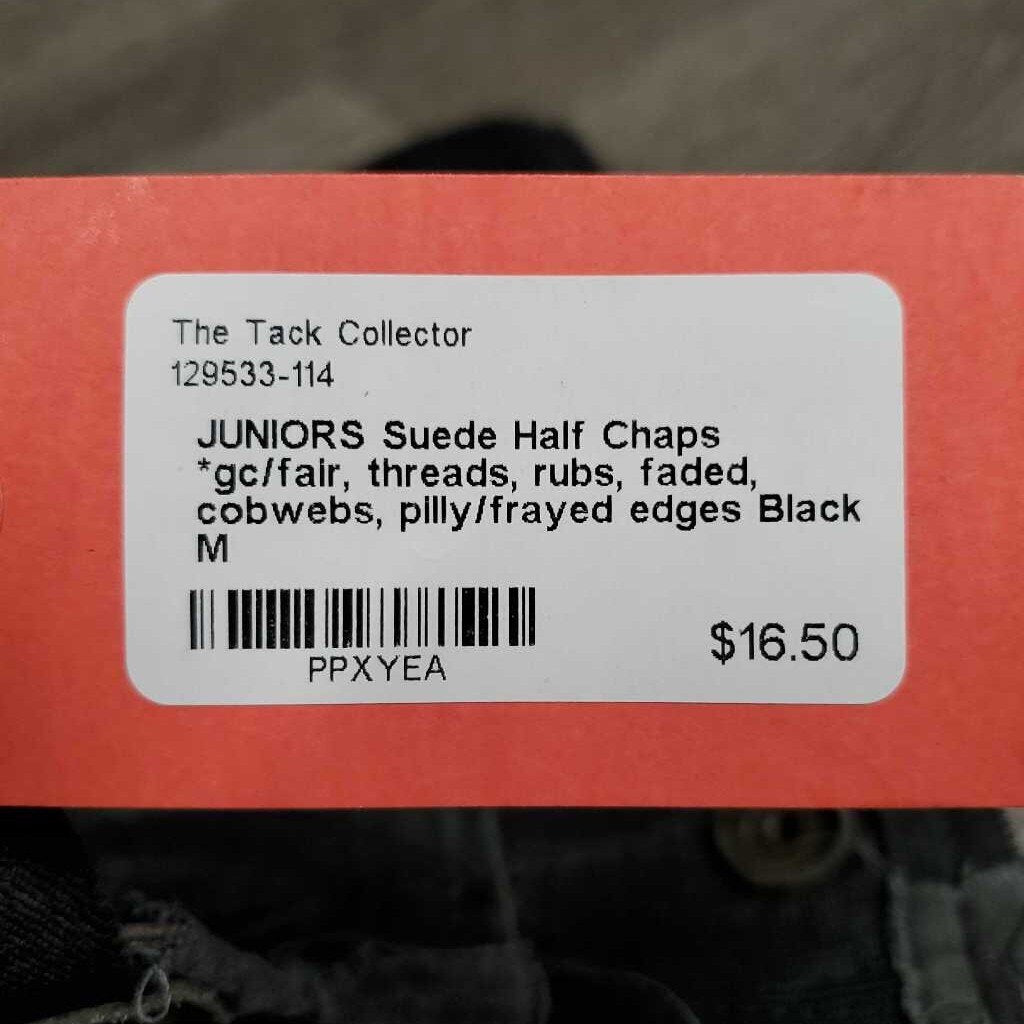 The Tack Collector
129533-114
JUNIORS Suede Half Chaps
*gc/fair, threads, rubs, faded,
cobwebs, pilly/frayed edges Black
M
PPXYEA
$16.50